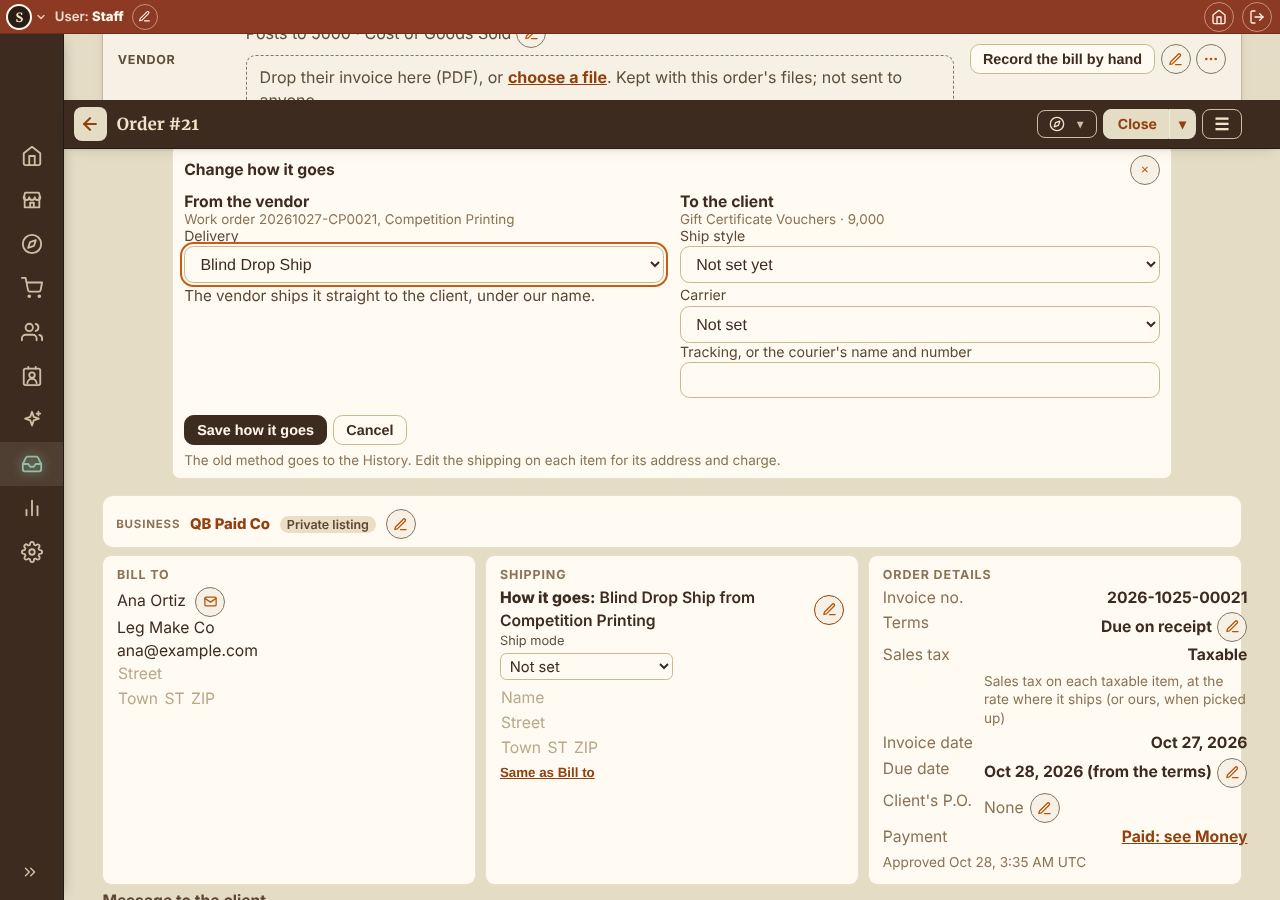 S
User: Staff
Posts to 5000 · Cost of Goods Sold
VENDOR
Drop their invoice here (PDF), or choose a file. Kept with this order's files; not sent to
anyone.
Record the bill by hand
Order #21
Close
Change how it goes
From the vendor
Work order 20261027-CP0021, Competition Printing
Delivery
Blind Drop Ship
The vendor ships it straight to the client, under our name.
To the client
Gift Certificate Vouchers · 9,000
Ship style
Not set yet
Carrier
Not set
Tracking, or the courier's name and number
Save how it goes
Cancel
The old method goes to the History. Edit the shipping on each item for its address and charge.
BUSINESS QB Paid Co Private listing
BILL TO
Ana Ortiz
Leg Make Co
ana@example.com
Street
Town ST ZIP
SHIPPING
How it goes: Blind Drop Ship from
Competition Printing
Ship mode
Not set
Name
Street
Town ST ZIP
Same as Bill to
ORDER DETAILS
Invoice no. 2026-1025-00021
Terms Due on receipt
Sales tax Taxable
Sales tax on each taxable item, at the
rate where it ships (or ours, when picked
up)
Invoice date Oct 27, 2026
Due date Oct 28, 2026 (from the terms)
Client's P.O. None
Payment Paid: see Money
Approved Oct 28, 3:35 AM UTC
Message to the client